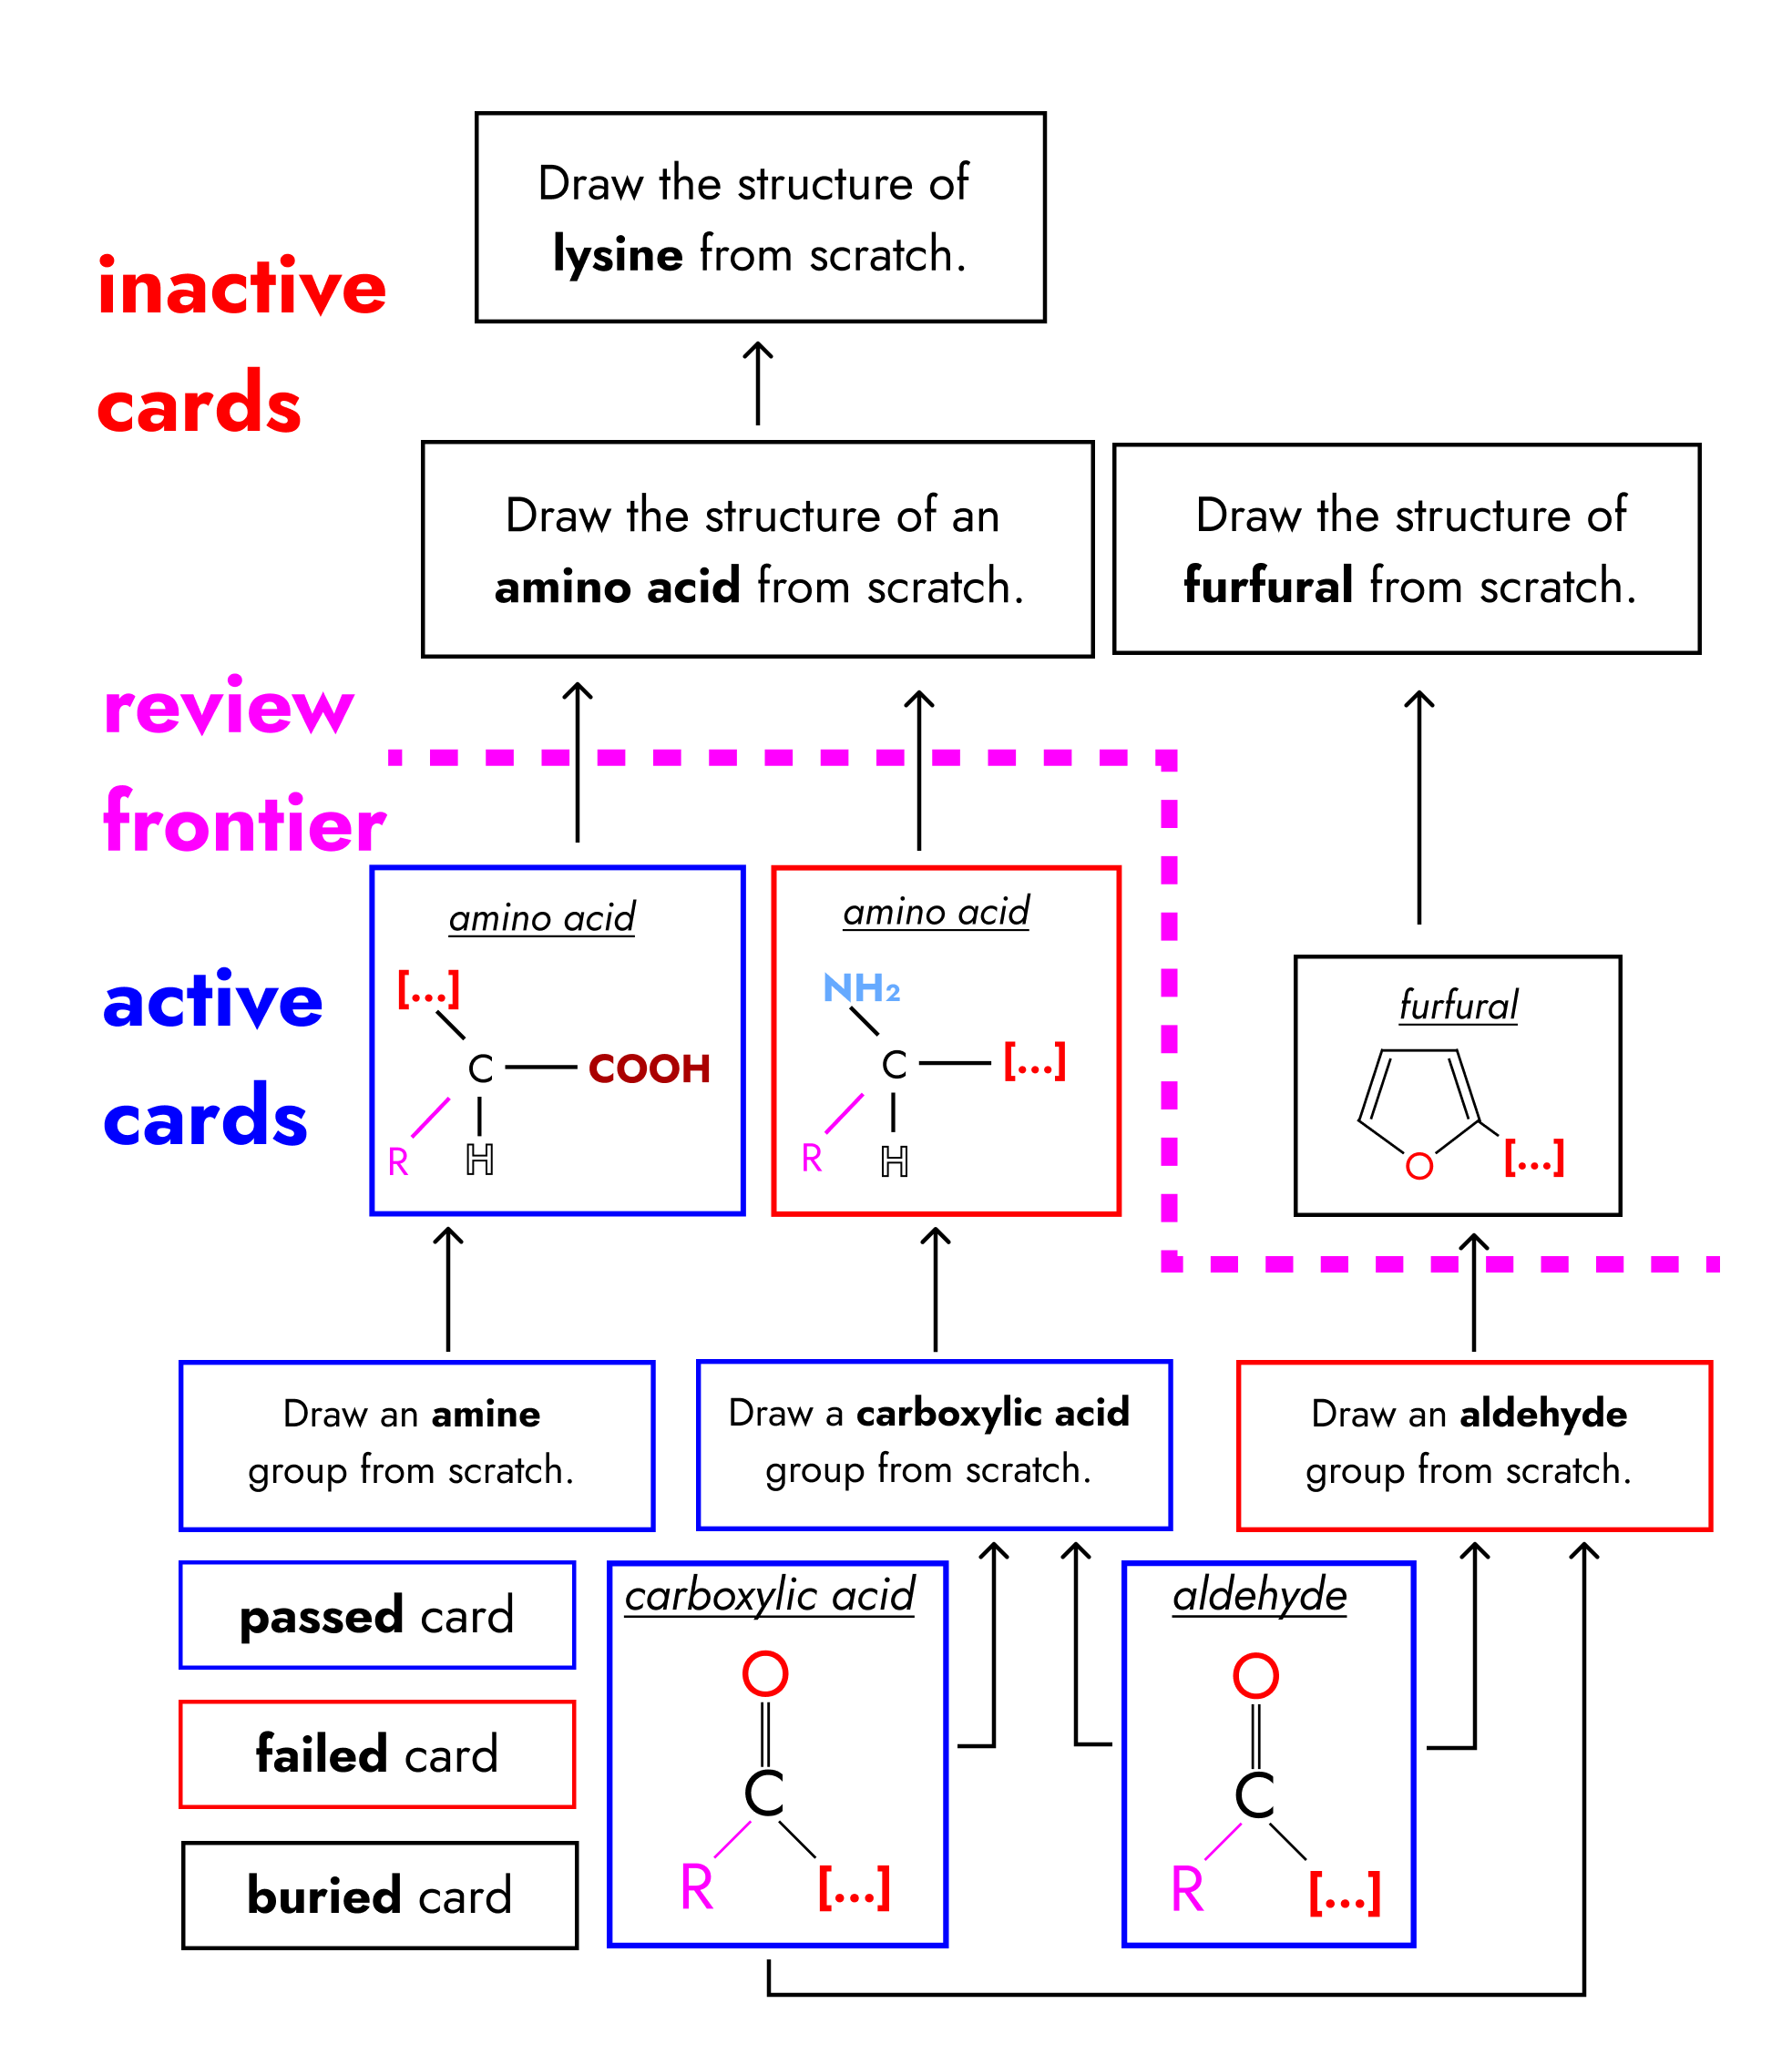 Draw the structure of
lysine from scratch.
inactive
cards
Draw the structure of an
amino acid from scratch.
Draw the structure of
furfural from scratch.
review
frontier
active
cards
amino acid
[...]
C
COOH
R
H
amino acid
NH₂
C
[...]
R
H
furfural
O
[...]
Draw an amine
group from scratch.
Draw a carboxylic acid
group from scratch.
Draw an aldehyde
group from scratch.
passed card
failed card
buried card
carboxylic acid
O
C
R
[...]
aldehyde
O
C
R
[...]